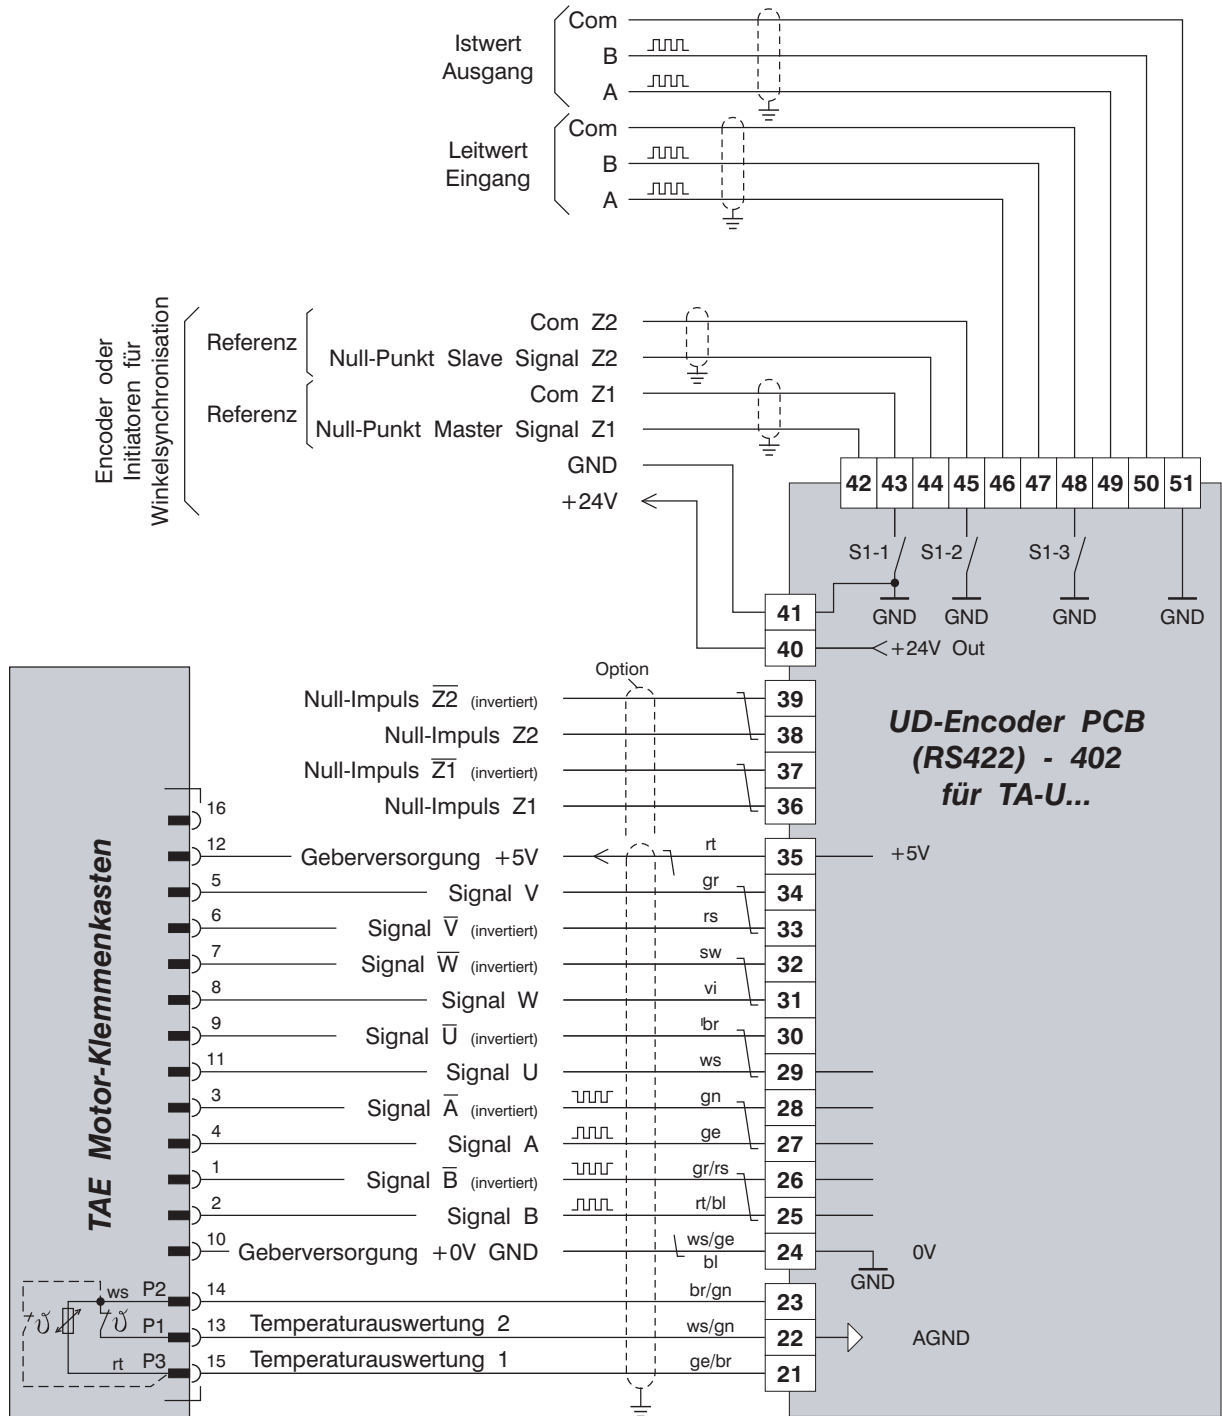 Istwert
Ausgang
Com
B
A
Leitwert
Eingang
Com
B
A
Encoder oder
Initiatoren für
Winkelsynchronisation
Referenz
Com Z2
Null-Punkt Slave Signal Z2
Referenz
Com Z1
Null-Punkt Master Signal Z1
GND
+24V
42 43 44 45 46 47 48 49 50 51
S1-1 S1-2 S1-3
GND GND GND GND
41
40 +24V Out
UD-Encoder PCB
(RS422) - 402
für TA-U...
Option
Null-Impuls Z̅2̅ (invertiert) 39
Null-Impuls Z2 38
Null-Impuls Z̅1̅ (invertiert) 37
Null-Impuls Z1 36
TAE Motor-Klemmenkasten
16
12 Geberversorgung +5V rt 35 +5V
5 Signal V gr 34
6 Signal V̅ (invertiert) rs 33
7 Signal W̅ (invertiert) sw 32
8 Signal W vi 31
9 Signal U̅ (invertiert) br 30
11 Signal U ws 29
3 Signal A̅ (invertiert) gn 28
4 Signal A ge 27
1 Signal B̅ (invertiert) gr/rs 26
2 Signal B rt/bl 25
10 Geberversorgung +0V GND ws/ge bl 24 0V
GND
ws P2 14 br/gn 23
+ϑ ϑ P1 13 Temperaturauswertung 2 ws/gn 22 AGND
rt P3 15 Temperaturauswertung 1 ge/br 21